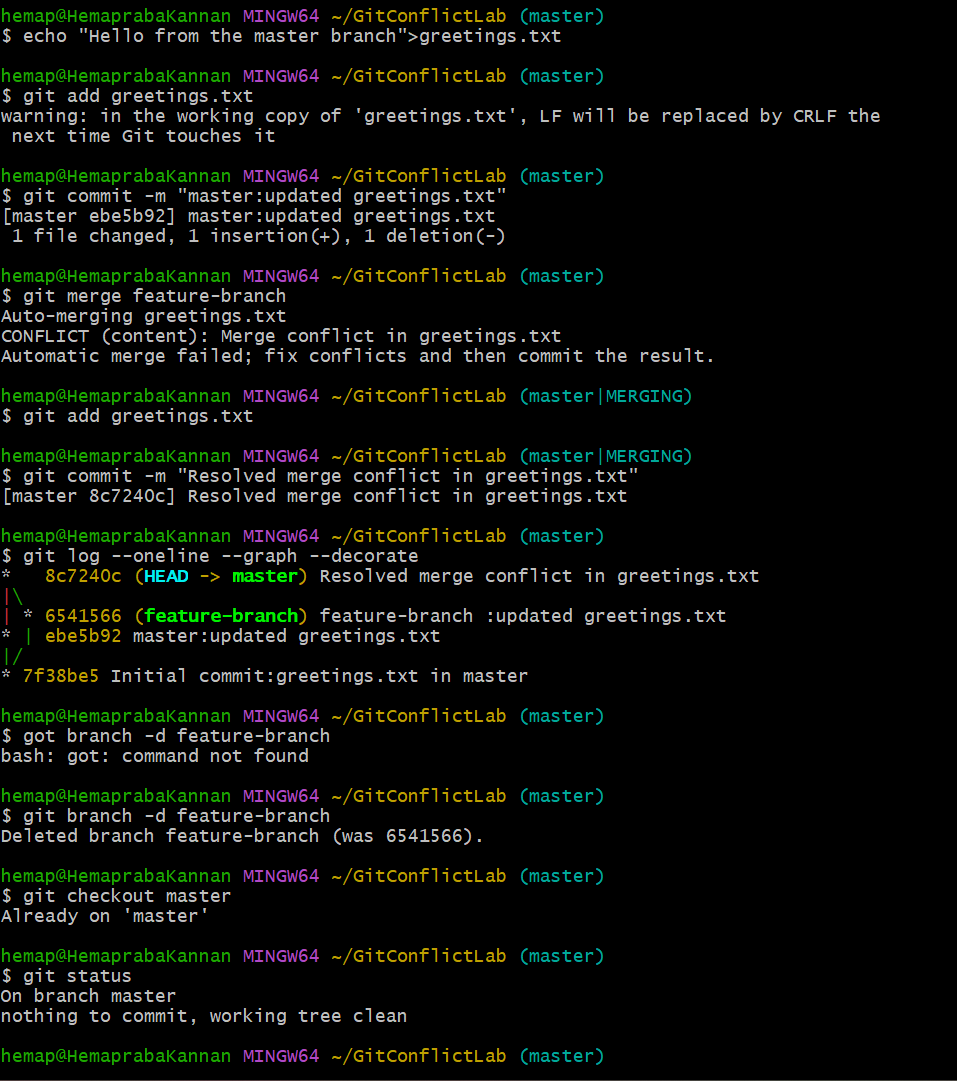 hemap@HemaprabaKannan MINGW64 ~/GitConflictLab (master)
$ echo "Hello from the master branch">greetings.txt
hemap@HemaprabaKannan MINGW64 ~/GitConflictLab (master)
$ git add greetings.txt
warning: in the working copy of 'greetings.txt', LF will be replaced by CRLF the
 next time Git touches it
hemap@HemaprabaKannan MINGW64 ~/GitConflictLab (master)
$ git commit -m "master:updated greetings.txt"
[master ebe5b92] master:updated greetings.txt
 1 file changed, 1 insertion(+), 1 deletion(-)
hemap@HemaprabaKannan MINGW64 ~/GitConflictLab (master)
$ git merge feature-branch
Auto-merging greetings.txt
CONFLICT (content): Merge conflict in greetings.txt
Automatic merge failed; fix conflicts and then commit the result.
hemap@HemaprabaKannan MINGW64 ~/GitConflictLab (master|MERGING)
$ git add greetings.txt
hemap@HemaprabaKannan MINGW64 ~/GitConflictLab (master|MERGING)
$ git commit -m "Resolved merge conflict in greetings.txt"
[master 8c7240c] Resolved merge conflict in greetings.txt
hemap@HemaprabaKannan MINGW64 ~/GitConflictLab (master)
$ git log --oneline --graph --decorate
*   8c7240c (HEAD -> master) Resolved merge conflict in greetings.txt
|\
| * 6541566 (feature-branch) feature-branch :updated greetings.txt
* | ebe5b92 master:updated greetings.txt
|/
* 7f38be5 Initial commit:greetings.txt in master
hemap@HemaprabaKannan MINGW64 ~/GitConflictLab (master)
$ got branch -d feature-branch
bash: got: command not found
hemap@HemaprabaKannan MINGW64 ~/GitConflictLab (master)
$ git branch -d feature-branch
Deleted branch feature-branch (was 6541566).
hemap@HemaprabaKannan MINGW64 ~/GitConflictLab (master)
$ git checkout master
Already on 'master'
hemap@HemaprabaKannan MINGW64 ~/GitConflictLab (master)
$ git status
On branch master
nothing to commit, working tree clean
hemap@HemaprabaKannan MINGW64 ~/GitConflictLab (master)